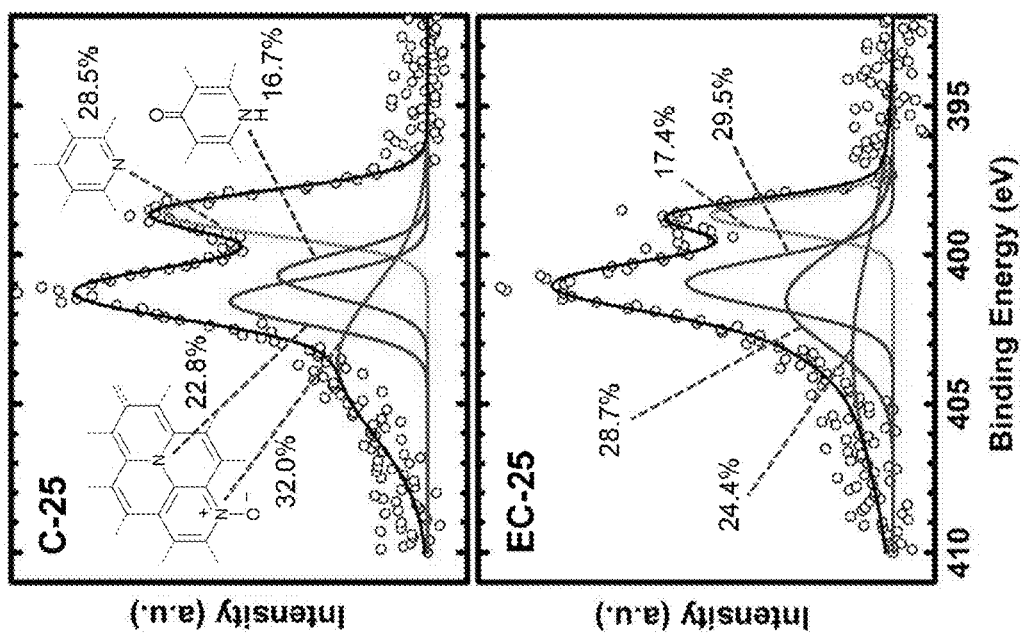 C-25
28.5%
16.7%
22.8%
32.0%
O
N
N
H
N
N
+
O
−
Intensity (a.u.)
EC-25
17.4%
29.5%
28.7%
24.4%
Intensity (a.u.)
410
405
400
395
Binding Energy (eV)